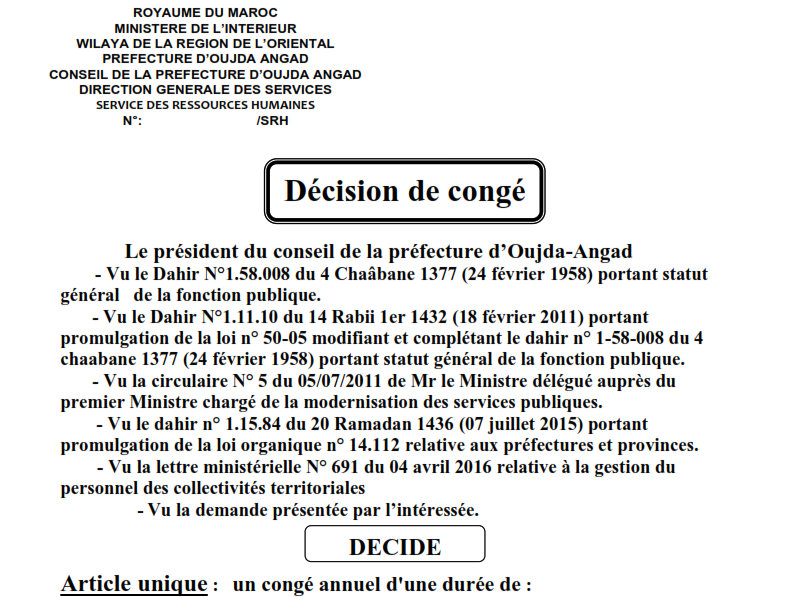 ROYAUME DU MAROC
MINISTERE DE L'INTERIEUR
WILAYA DE LA REGION DE L'ORIENTAL
PREFECTURE D'OUJDA ANGAD
CONSEIL DE LA PREFECTURE D'OUJDA ANGAD
DIRECTION GENERALE DES SERVICES
SERVICE DES RESSOURCES HUMAINES
N°: /SRH
Décision de congé
Le président du conseil de la préfecture d'Oujda-Angad
- Vu le Dahir N°1.58.008 du 4 Chaâbane 1377 (24 février 1958) portant statut
général de la fonction publique.
- Vu le Dahir N°1.11.10 du 14 Rabii 1er 1432 (18 février 2011) portant
promulgation de la loi n° 50-05 modifiant et complétant le dahir n° 1-58-008 du 4
chaabane 1377 (24 février 1958) portant statut général de la fonction publique.
- Vu la circulaire N° 5 du 05/07/2011 de Mr le Ministre délégué auprès du
premier Ministre chargé de la modernisation des services publiques.
- Vu le dahir n° 1.15.84 du 20 Ramadan 1436 (07 juillet 2015) portant
promulgation de la loi organique n° 14.112 relative aux préfectures et provinces.
- Vu la lettre ministérielle N° 691 du 04 avril 2016 relative à la gestion du
personnel des collectivités territoriales
- Vu la demande présentée par l'intéressée.
DECIDE
Article unique : un congé annuel d'une durée de :